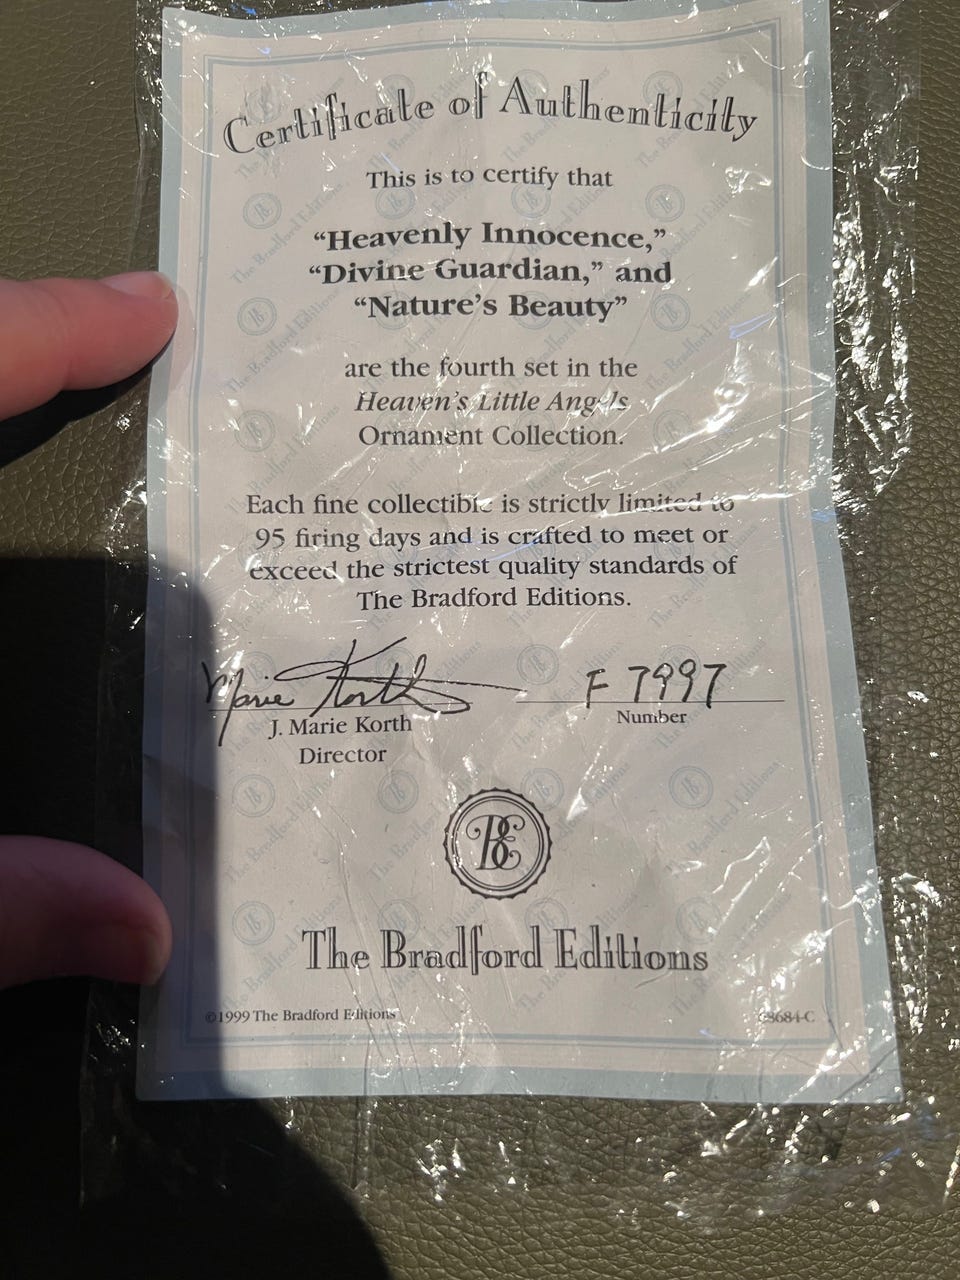 Certificate of Authenticity
This is to certify that
“Heavenly Innocence,”
“Divine Guardian,” and
“Nature’s Beauty”
are the fourth set in the
Heaven’s Little Angels
Ornament Collection.
Each fine collectible is strictly limited to
95 firing days and is crafted to meet or
exceed the strictest quality standards of
The Bradford Editions.
Marie Korth F 7997
J. Marie Korth Number
Director
BE
The Bradford Editions
©1999 The Bradford Editions